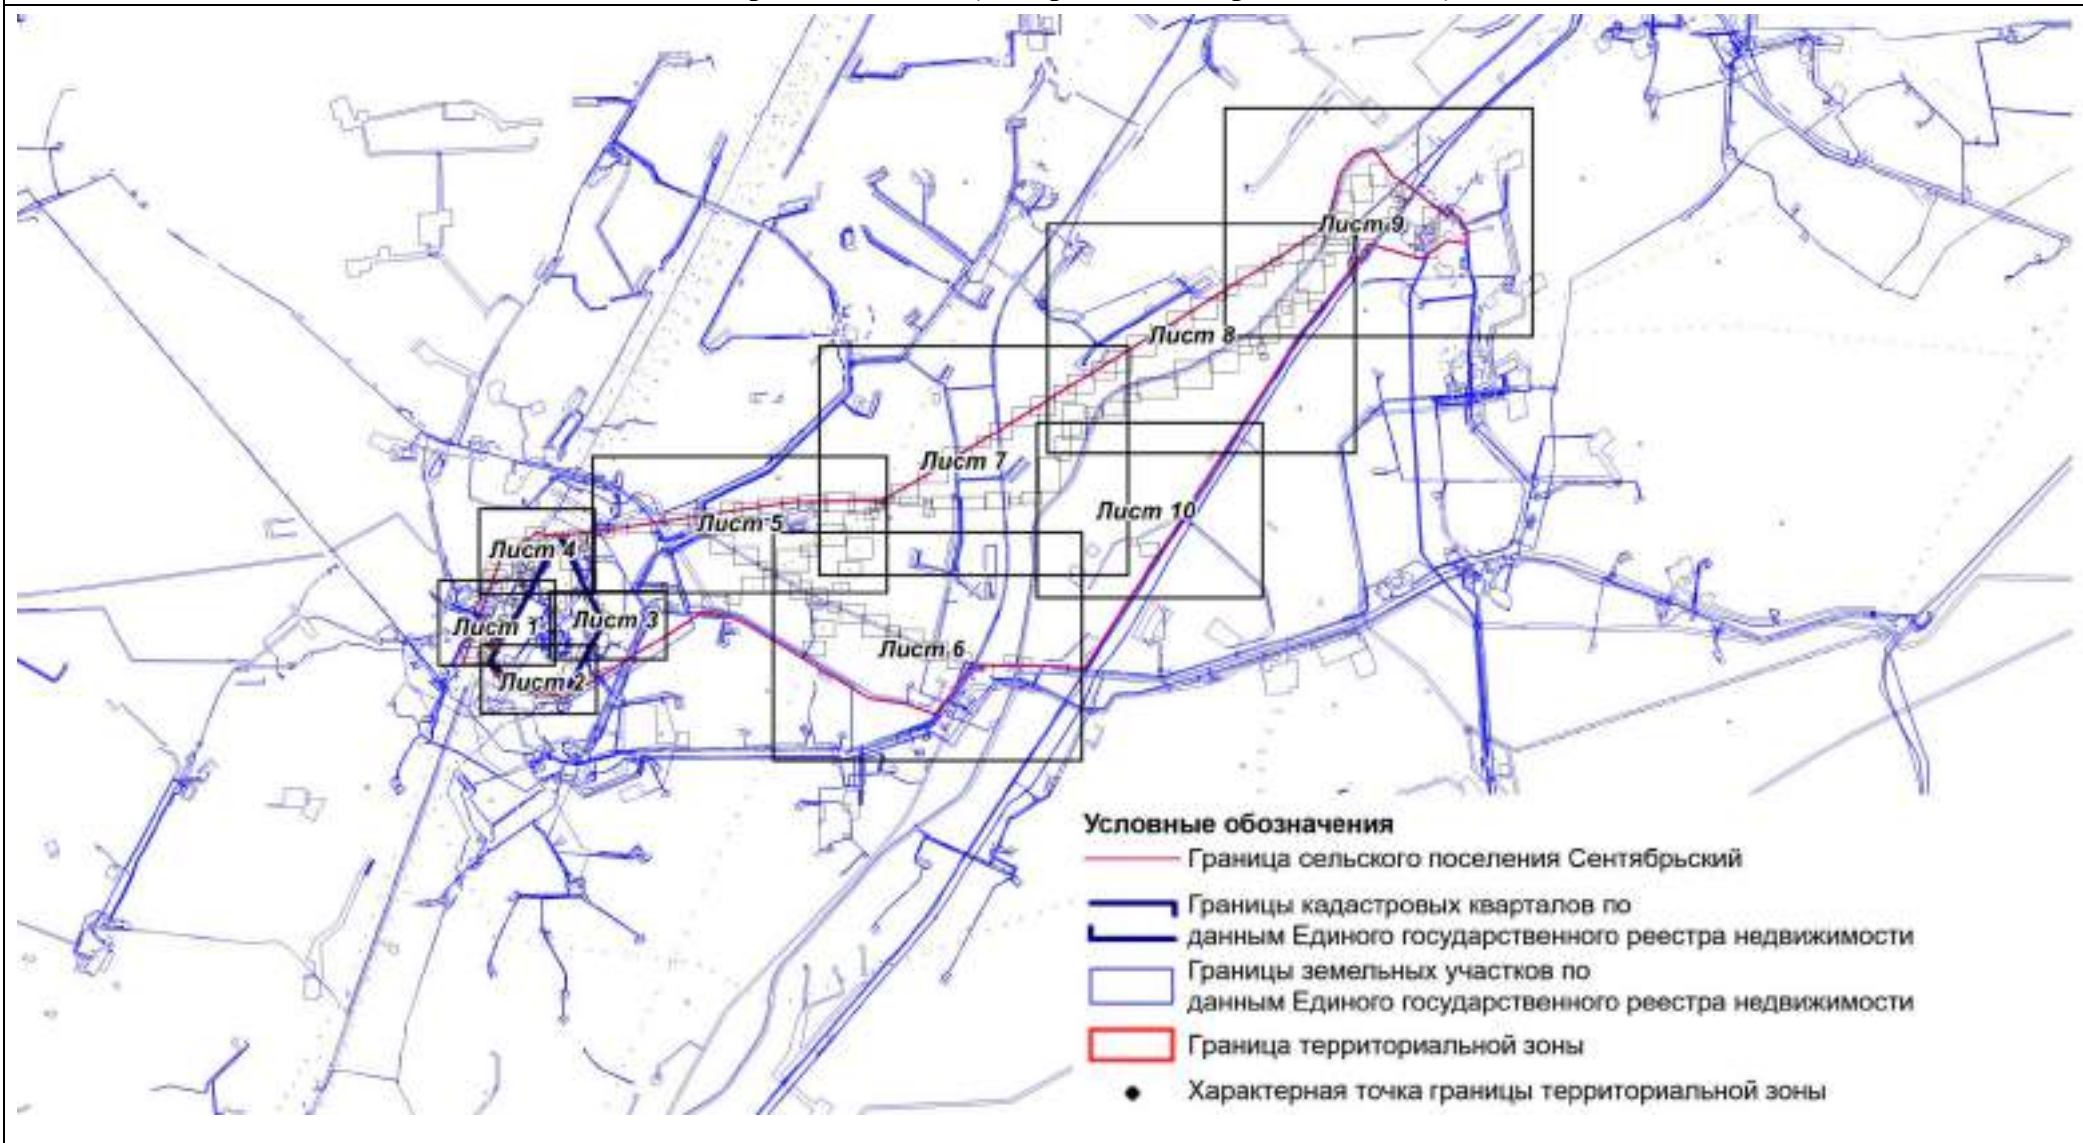 Лист 9
Лист 8
Лист 7
Лист 10
Лист 5
Лист 4
Лист 3
Лист 1
Лист 6
Лист 2
Условные обозначения
Граница сельского поселения Сентябрьский
Границы кадастровых кварталов по
данным Единого государственного реестра недвижимости
Границы земельных участков по
данным Единого государственного реестра недвижимости
Граница территориальной зоны
Характерная точка границы территориальной зоны